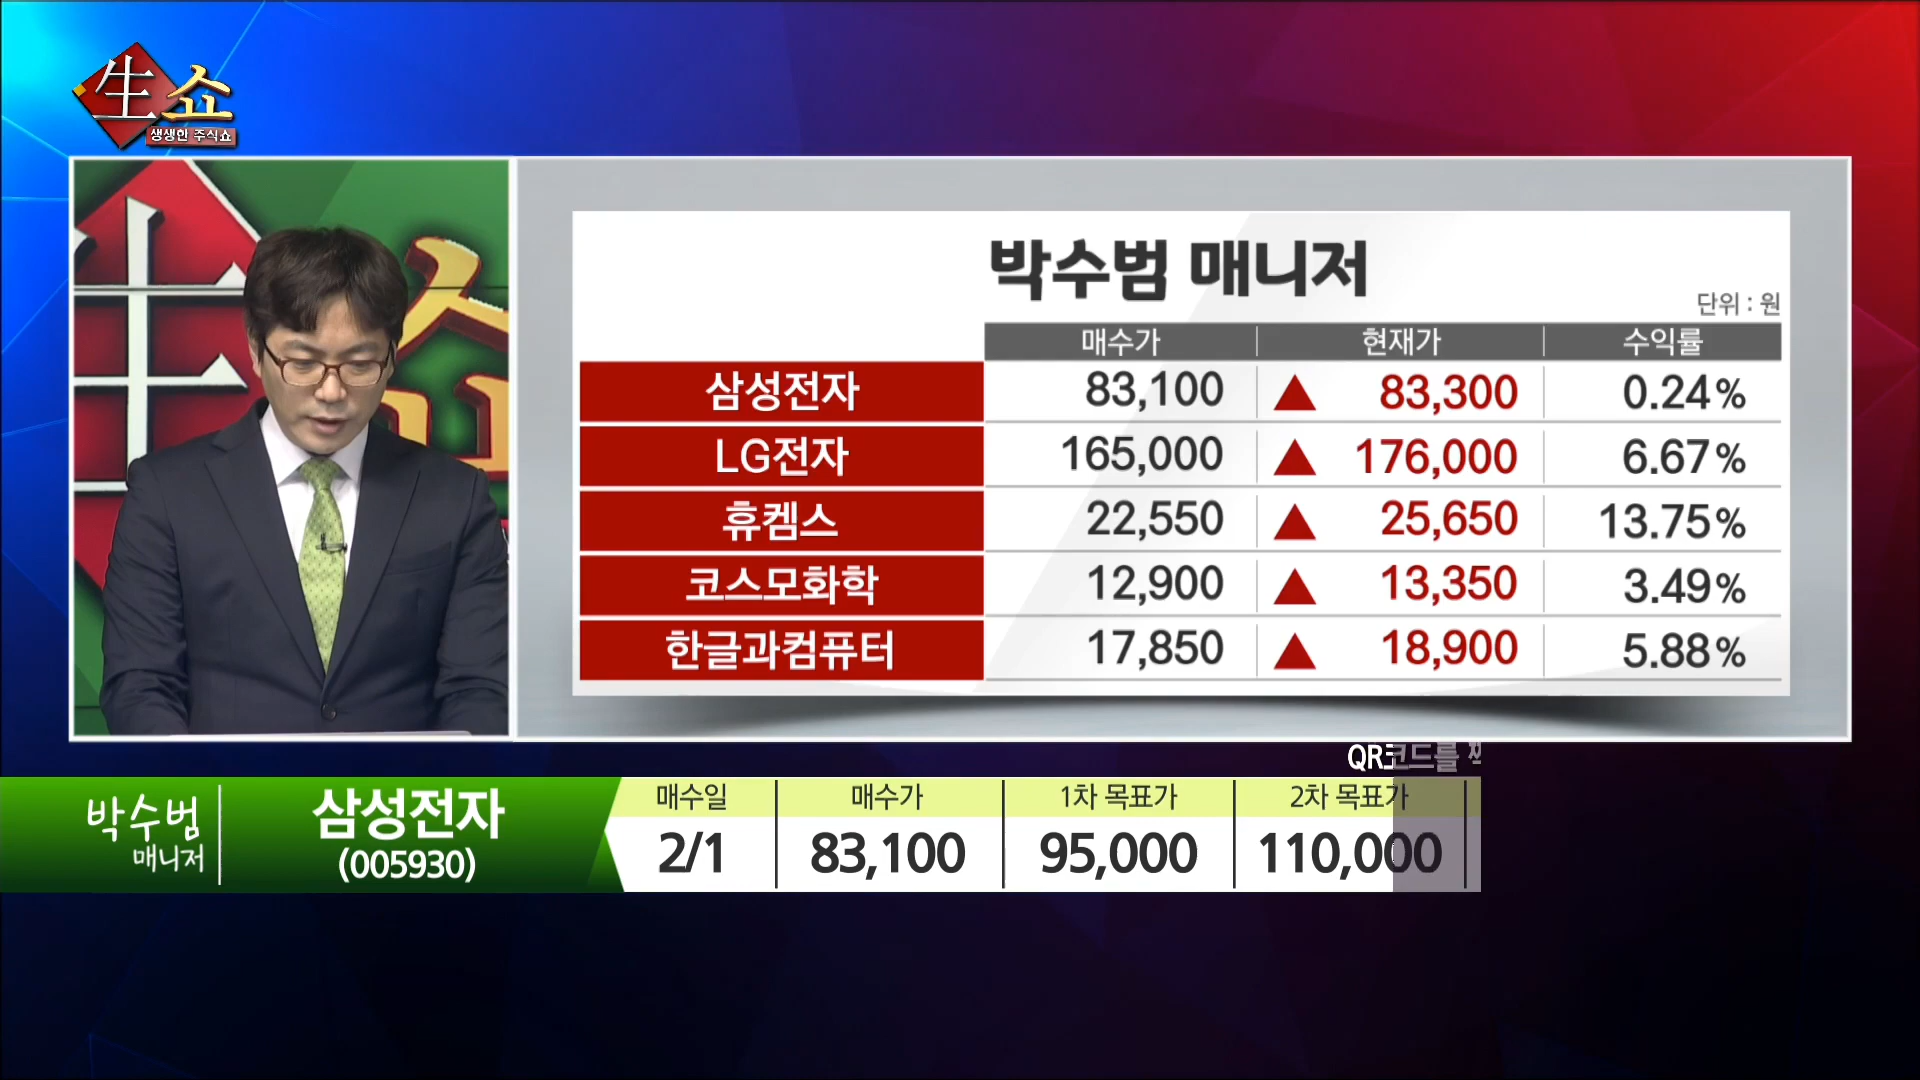 生쇼
생생한 주식쇼
박수범 매니저
단위 : 원
매수가 현재가 수익률
삼성전자 83,100 ▲ 83,300 0.24%
LG전자 165,000 ▲ 176,000 6.67%
휴켐스 22,550 ▲ 25,650 13.75%
코스모화학 12,900 ▲ 13,350 3.49%
한글과컴퓨터 17,850 ▲ 18,900 5.88%
QR코드를
박수범
매니저
삼성전자
(005930)
매수일 매수가 1차 목표가 2차 목표가
2/1 83,100 95,000 110,000